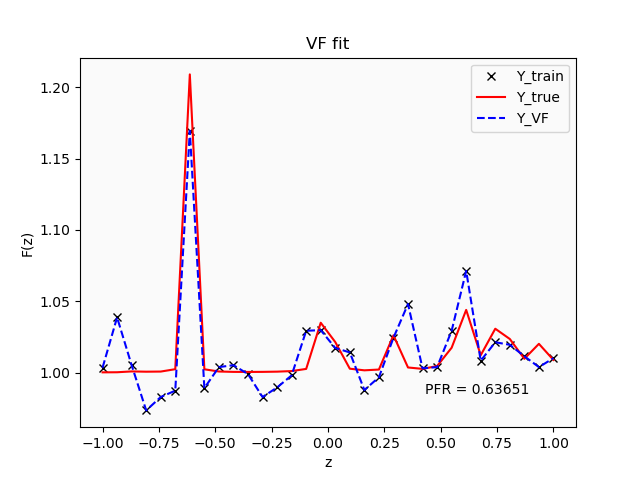 VF fit
Y_train
Y_true
Y_VF
1.20
1.15
1.10
1.05
1.00
F(z)
PFR = 0.63651
−1.00 −0.75 −0.50 −0.25 0.00 0.25 0.50 0.75 1.00
z